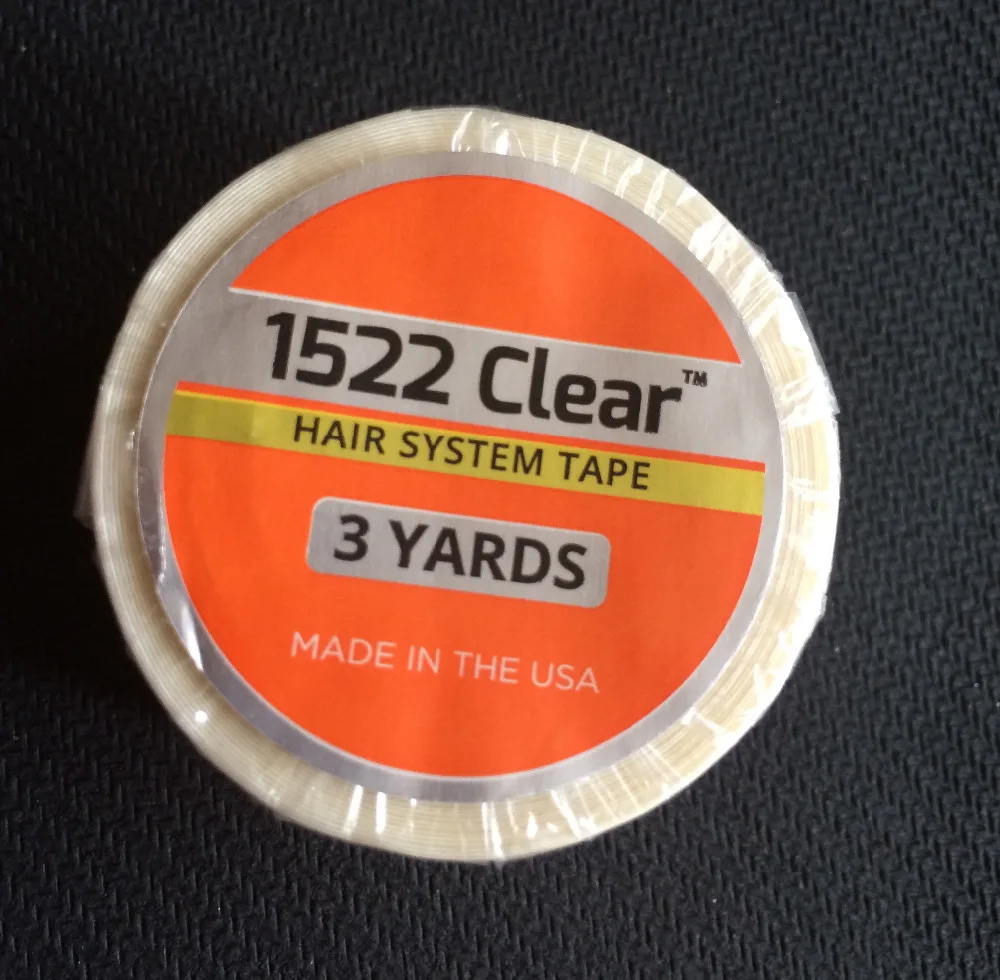 1522 Clear™
HAIR SYSTEM TAPE
3 YARDS
MADE IN THE USA